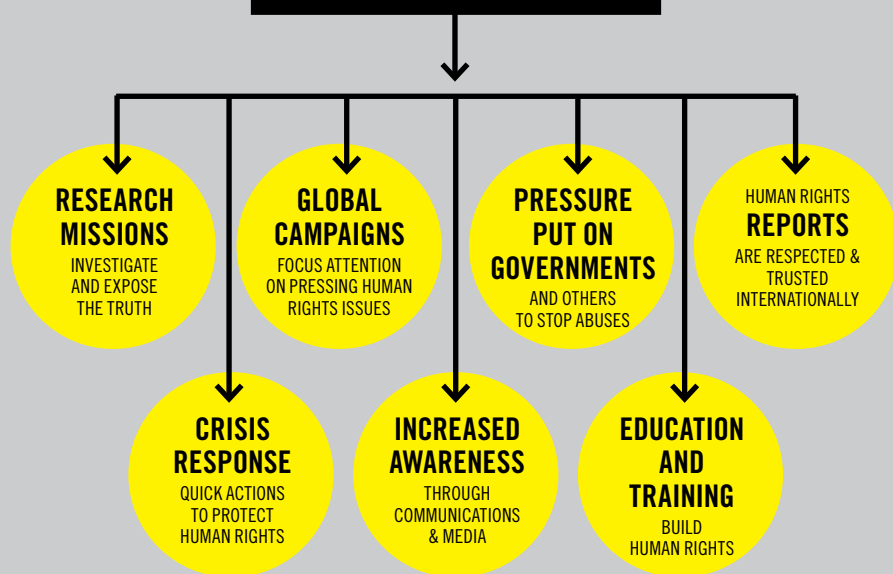 RESEARCH
MISSIONS
INVESTIGATE
AND EXPOSE
THE TRUTH
GLOBAL
CAMPAIGNS
FOCUS ATTENTION
ON PRESSING HUMAN
RIGHTS ISSUES
PRESSURE
PUT ON
GOVERNMENTS
AND OTHERS
TO STOP ABUSES
HUMAN RIGHTS
REPORTS
ARE RESPECTED &
TRUSTED
INTERNATIONALLY
CRISIS
RESPONSE
QUICK ACTIONS
TO PROTECT
HUMAN RIGHTS
INCREASED
AWARENESS
THROUGH
COMMUNICATIONS
& MEDIA
EDUCATION
AND
TRAINING
BUILD
HUMAN RIGHTS